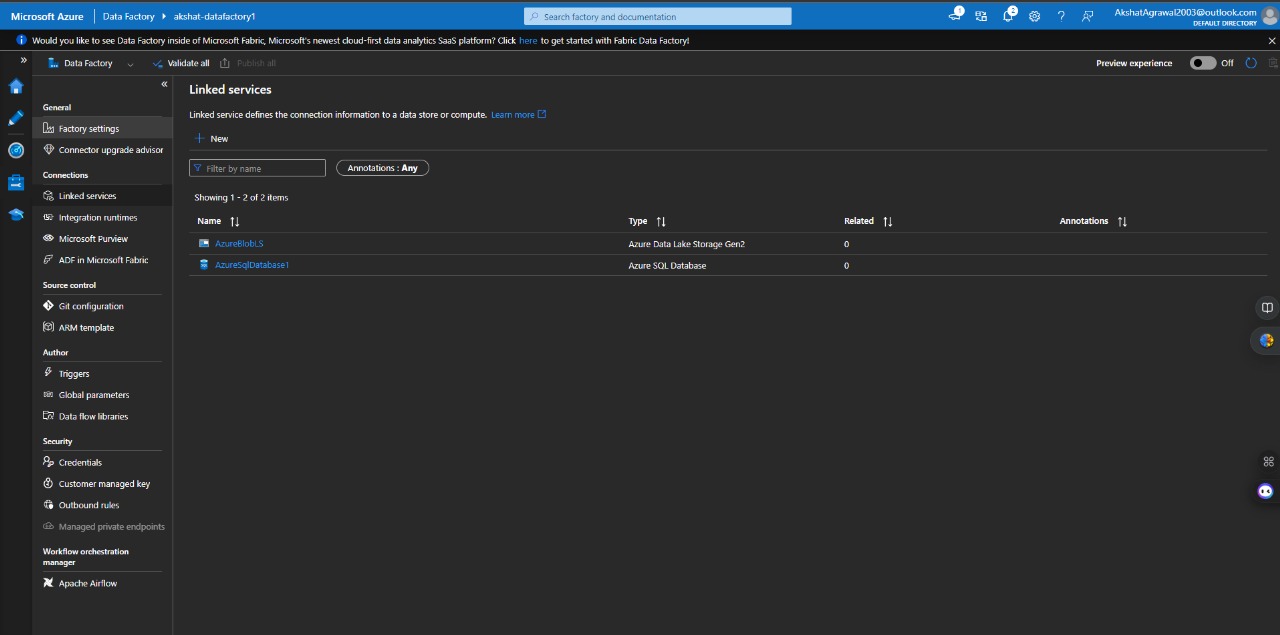 Microsoft Azure Data Factory akshat-datafactory1 Search factory and documentation 1 2 AkshatAgrawal2003@outlook.com
DEFAULT DIRECTORY
Would you like to see Data Factory inside of Microsoft Fabric, Microsoft's newest cloud-first data analytics SaaS platform? Click here to get started with Fabric Data Factory!
Data Factory Validate all Publish all Preview experience Off
General
Factory settings
Connector upgrade advisor
Connections
Linked services
Integration runtimes
Microsoft Purview
ADF in Microsoft Fabric
Source control
Git configuration
ARM template
Author
Triggers
Global parameters
Data flow libraries
Security
Credentials
Customer managed key
Outbound rules
Managed private endpoints
Workflow orchestration
manager
Apache Airflow
Linked services
Linked service defines the connection information to a data store or compute. Learn more
New
Filter by name Annotations : Any
Showing 1 - 2 of 2 items
Name Type Related Annotations
AzureBlobLS Azure Data Lake Storage Gen2 0
AzureSqlDatabase1 Azure SQL Database 0